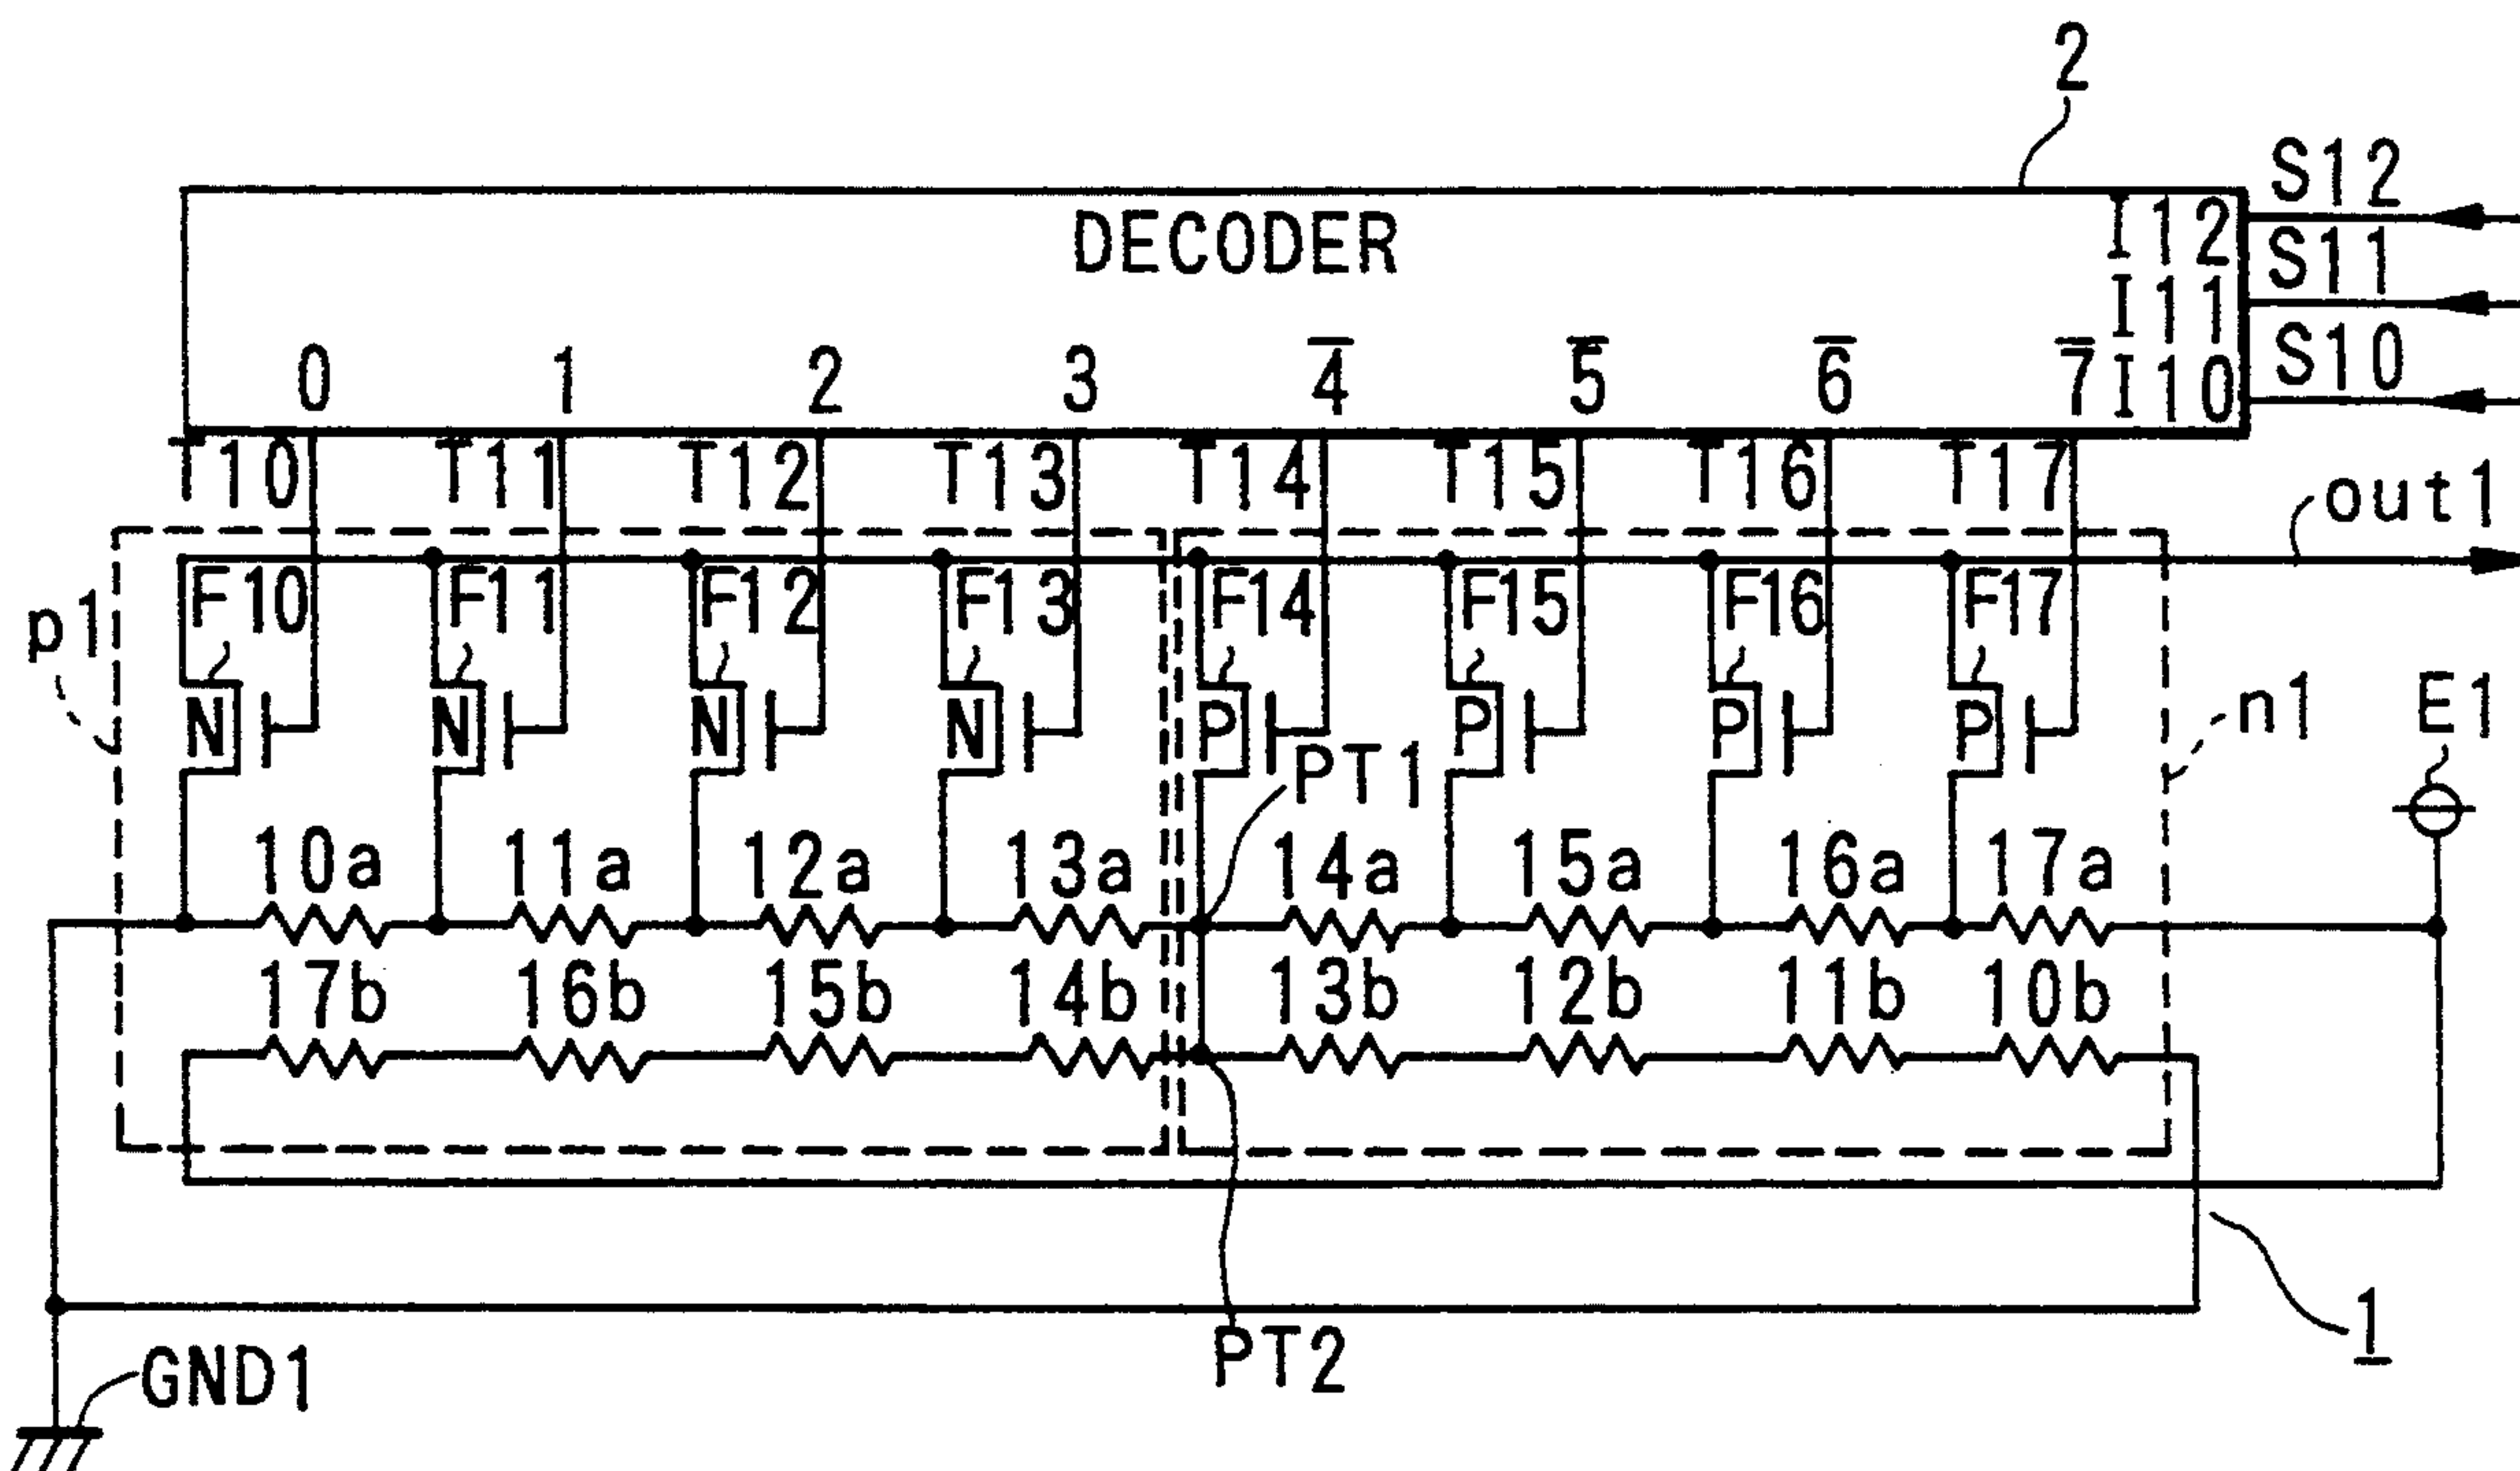 2
S12
DECODER
I12
S11
I11
S10
0 1 2 3 4̅ 5̅ 6̅ 7̅ I10
T10 T11 T12 T13 T14 T15 T16 T17
out1
F10 F11 F12 F13 F14 F15 F16 F17
p1
N N N N P P P P
n1
E1
PT1
10a 11a 12a 13a 14a 15a 16a 17a
17b 16b 15b 14b 13b 12b 11b 10b
1
PT2
GND1